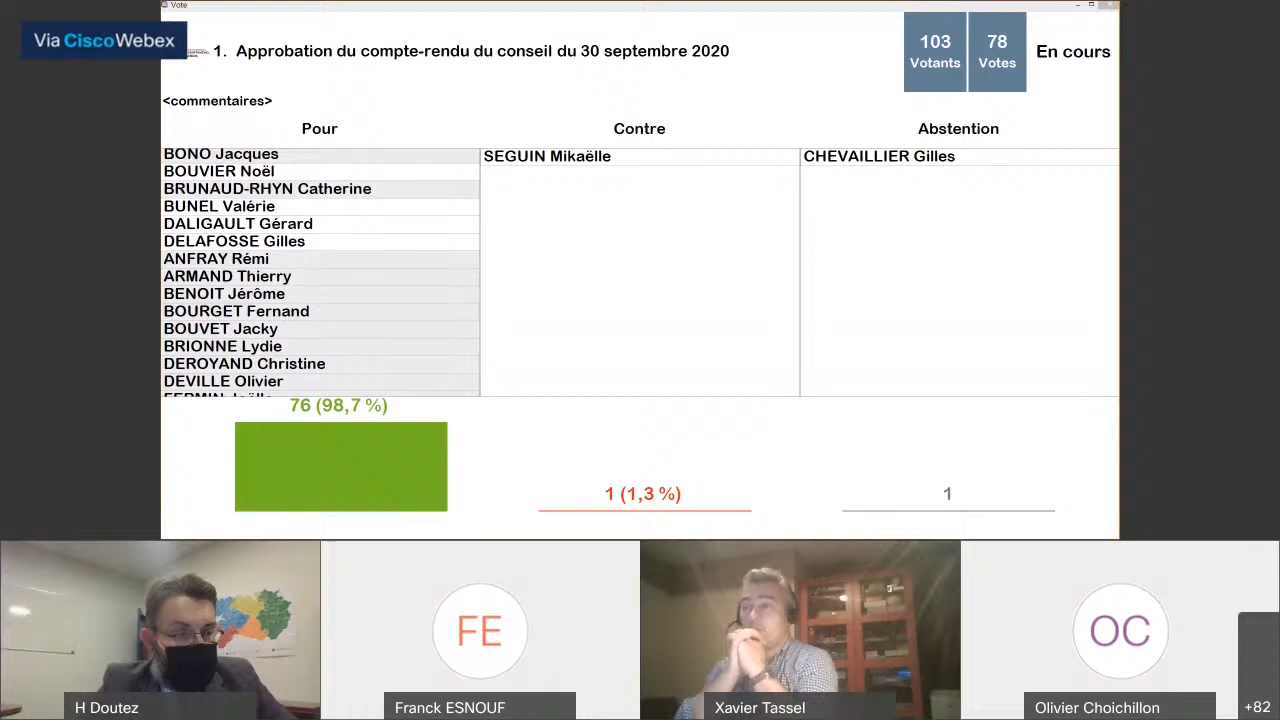 Vote
Via CiscoWebex
1. Approbation du compte-rendu du conseil du 30 septembre 2020
103
Votants
78
Votes
En cours
<commentaires>
Pour
Contre
Abstention
BONO Jacques
BOUVIER Noël
BRUNAUD-RHYN Catherine
BUNEL Valérie
DALIGAULT Gérard
DELAFOSSE Gilles
ANFRAY Rémi
ARMAND Thierry
BENOIT Jérôme
BOURGET Fernand
BOUVET Jacky
BRIONNE Lydie
DEROYAND Christine
DEVILLE Olivier
SEGUIN Mikaëlle
CHEVAILLIER Gilles
76 (98,7 %)
1 (1,3 %)
1
FE
OC
H Doutez
Franck ESNOUF
Xavier Tassel
Olivier Choichillon
+82